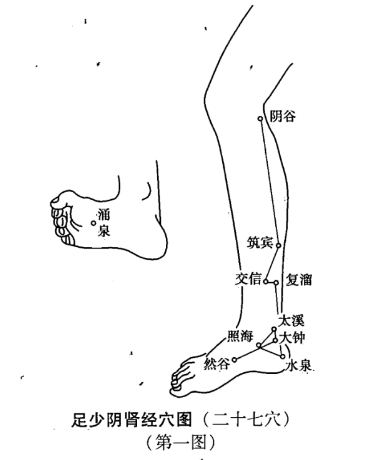 阴谷
涌
泉
筑宾
交信
复溜
太溪
照海
大钟
然谷
水泉
足少阴肾经穴图（二十七穴）
（第一图）